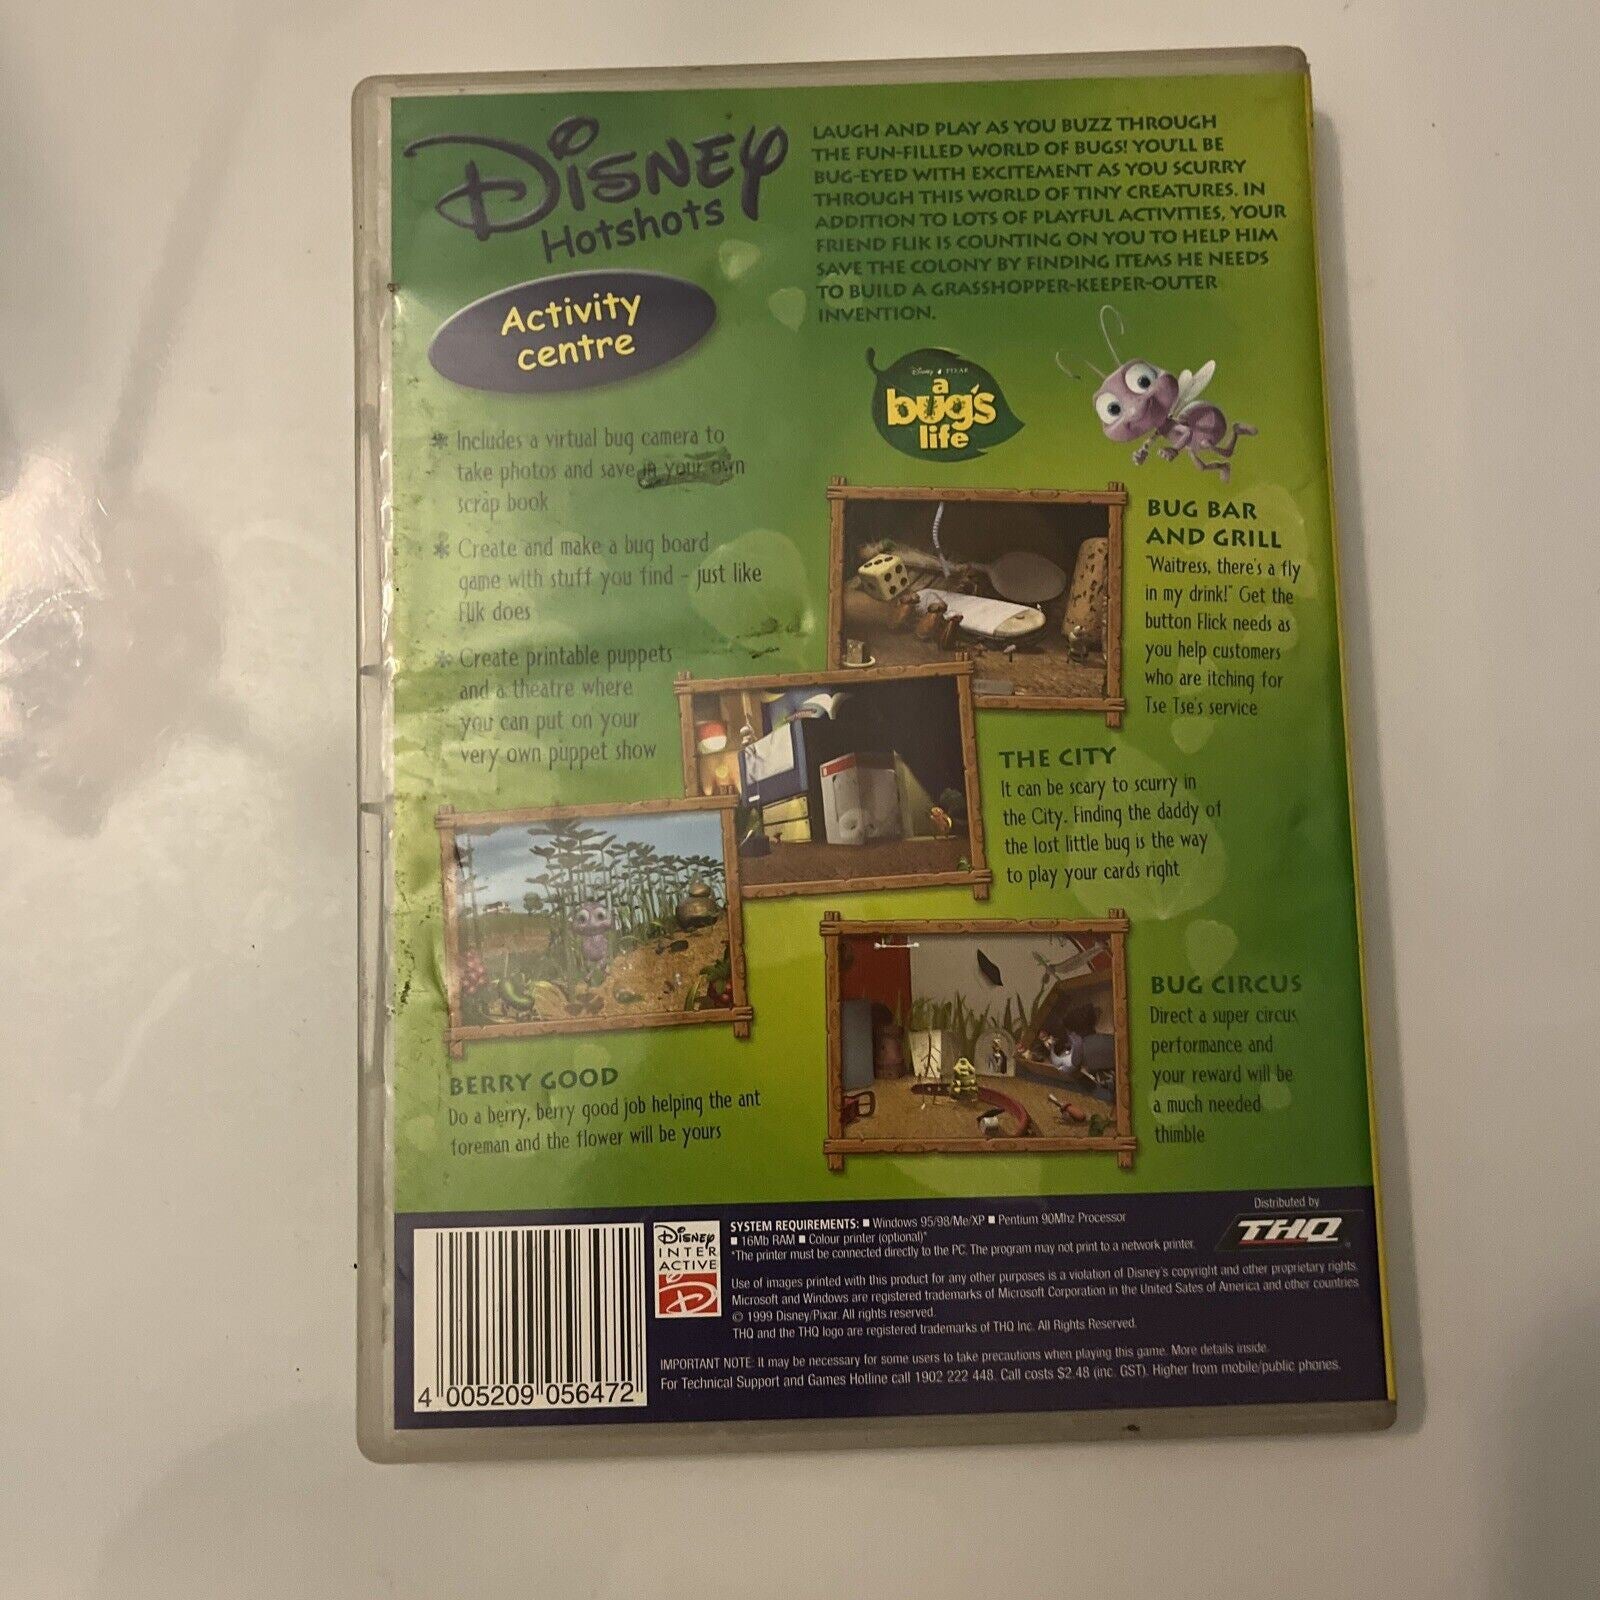 Disney
Hotshots
Activity
centre
LAUGH AND PLAY AS YOU BUZZ THROUGH
THE FUN-FILLED WORLD OF BUGS! YOU'LL BE
BUG-EYED WITH EXCITEMENT AS YOU SCURRY
THROUGH THIS WORLD OF TINY CREATURES. IN
ADDITION TO LOTS OF PLAYFUL ACTIVITIES, YOUR
FRIEND FLIK IS COUNTING ON YOU TO HELP HIM
SAVE THE COLONY BY FINDING ITEMS HE NEEDS
TO BUILD A GRASSHOPPER-KEEPER-OUTER
INVENTION.
Disney PIXAR
a
bug's
life
* Includes a virtual bug camera to
take photos and save in your own
scrap book
* Create and make a bug board
game with stuff you find - just like
Flik does
* Create printable puppets
and a theatre where
you can put on your
very own puppet show
BUG BAR
AND GRILL
"Waitress, there's a fly
in my drink!" Get the
button Flick needs as
you help customers
who are itching for
Tse Tse's service
THE CITY
It can be scary to scurry in
the City. Finding the daddy of
the lost little bug is the way
to play your cards right
BERRY GOOD
Do a berry, berry good job helping the ant
foreman and the flower will be yours
BUG CIRCUS
Direct a super circus
performance and
your reward will be
a much needed
thimble
4 005209 056472
Disney
INTER
ACTIVE
D
SYSTEM REQUIREMENTS: ■ Windows 95/98/Me/XP ■ Pentium 90Mhz Processor
■ 16Mb RAM ■ Colour printer (optional)*
*The printer must be connected directly to the PC. The program may not print to a network printer.
Distributed by
THQ
Use of images printed with this product for any other purposes is a violation of Disney's copyright and other proprietary rights.
Microsoft and Windows are registered trademarks of Microsoft Corporation in the United Sates of America and other countries
© 1999 Disney/Pixar. All rights reserved.
THQ and the THQ logo are registered trademarks of THQ Inc. All Rights Reserved.
IMPORTANT NOTE: It may be necessary for some users to take precautions when playing this game. More details inside.
For Technical Support and Games Hotline call 1902 222 448. Call costs $2.48 (inc. GST). Higher from mobile/public phones.